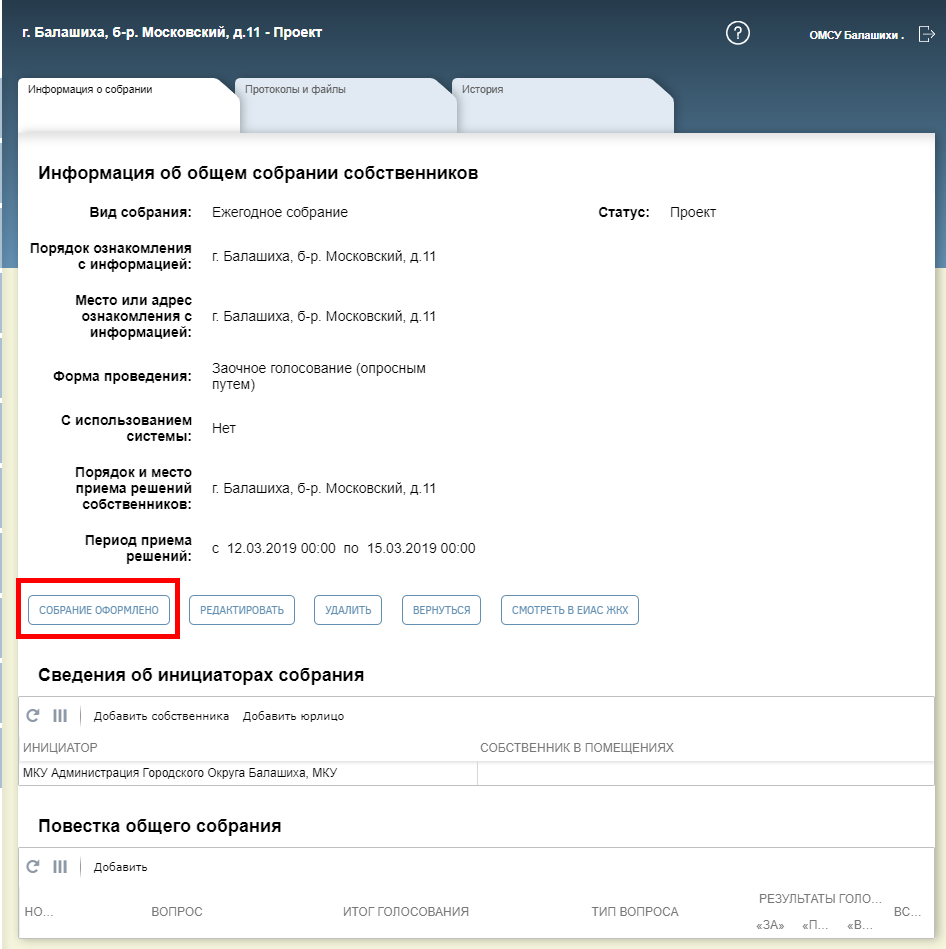 г. Балашиха, б-р. Московский, д.11 - Проект
?
ОМСУ Балашихи .
Информация о собрании
Протоколы и файлы
История
Информация об общем собрании собственников
Вид собрания: Ежегодное собрание
Статус: Проект
Порядок ознакомления
с информацией:
г. Балашиха, б-р. Московский, д.11
Место или адрес
ознакомления с
информацией:
г. Балашиха, б-р. Московский, д.11
Форма проведения:
Заочное голосование (опросным
путем)
С использованием
системы:
Нет
Порядок и место
приема решений
собственников:
г. Балашиха, б-р. Московский, д.11
Период приема
решений:
с 12.03.2019 00:00 по 15.03.2019 00:00
СОБРАНИЕ ОФОРМЛЕНО
РЕДАКТИРОВАТЬ
УДАЛИТЬ
ВЕРНУТЬСЯ
СМОТРЕТЬ В ЕИАС ЖКХ
Сведения об инициаторах собрания
Добавить собственника Добавить юрлицо
ИНИЦИАТОР
СОБСТВЕННИК В ПОМЕЩЕНИЯХ
МКУ Администрация Городского Округа Балашиха, МКУ
Повестка общего собрания
Добавить
НО...
ВОПРОС
ИТОГ ГОЛОСОВАНИЯ
ТИП ВОПРОСА
РЕЗУЛЬТАТЫ ГОЛО...
«ЗА» «П... «В...
ВС...